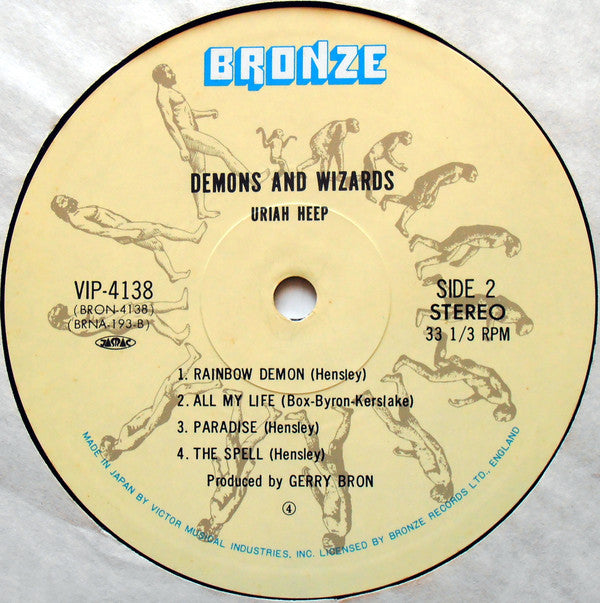 BRONZE
DEMONS AND WIZARDS
URIAH HEEP
VIP-4138
(BRON-4138)
(BRNA-193-B)
JASRAC
SIDE 2
STEREO
33 1/3 RPM
1. RAINBOW DEMON (Hensley)
2. ALL MY LIFE (Box-Byron-Kerslake)
3. PARADISE (Hensley)
4. THE SPELL (Hensley)
Produced by GERRY BRON
④
MADE IN JAPAN BY VICTOR MUSICAL INDUSTRIES, INC. LICENSED BY BRONZE RECORDS LTD., ENGLAND